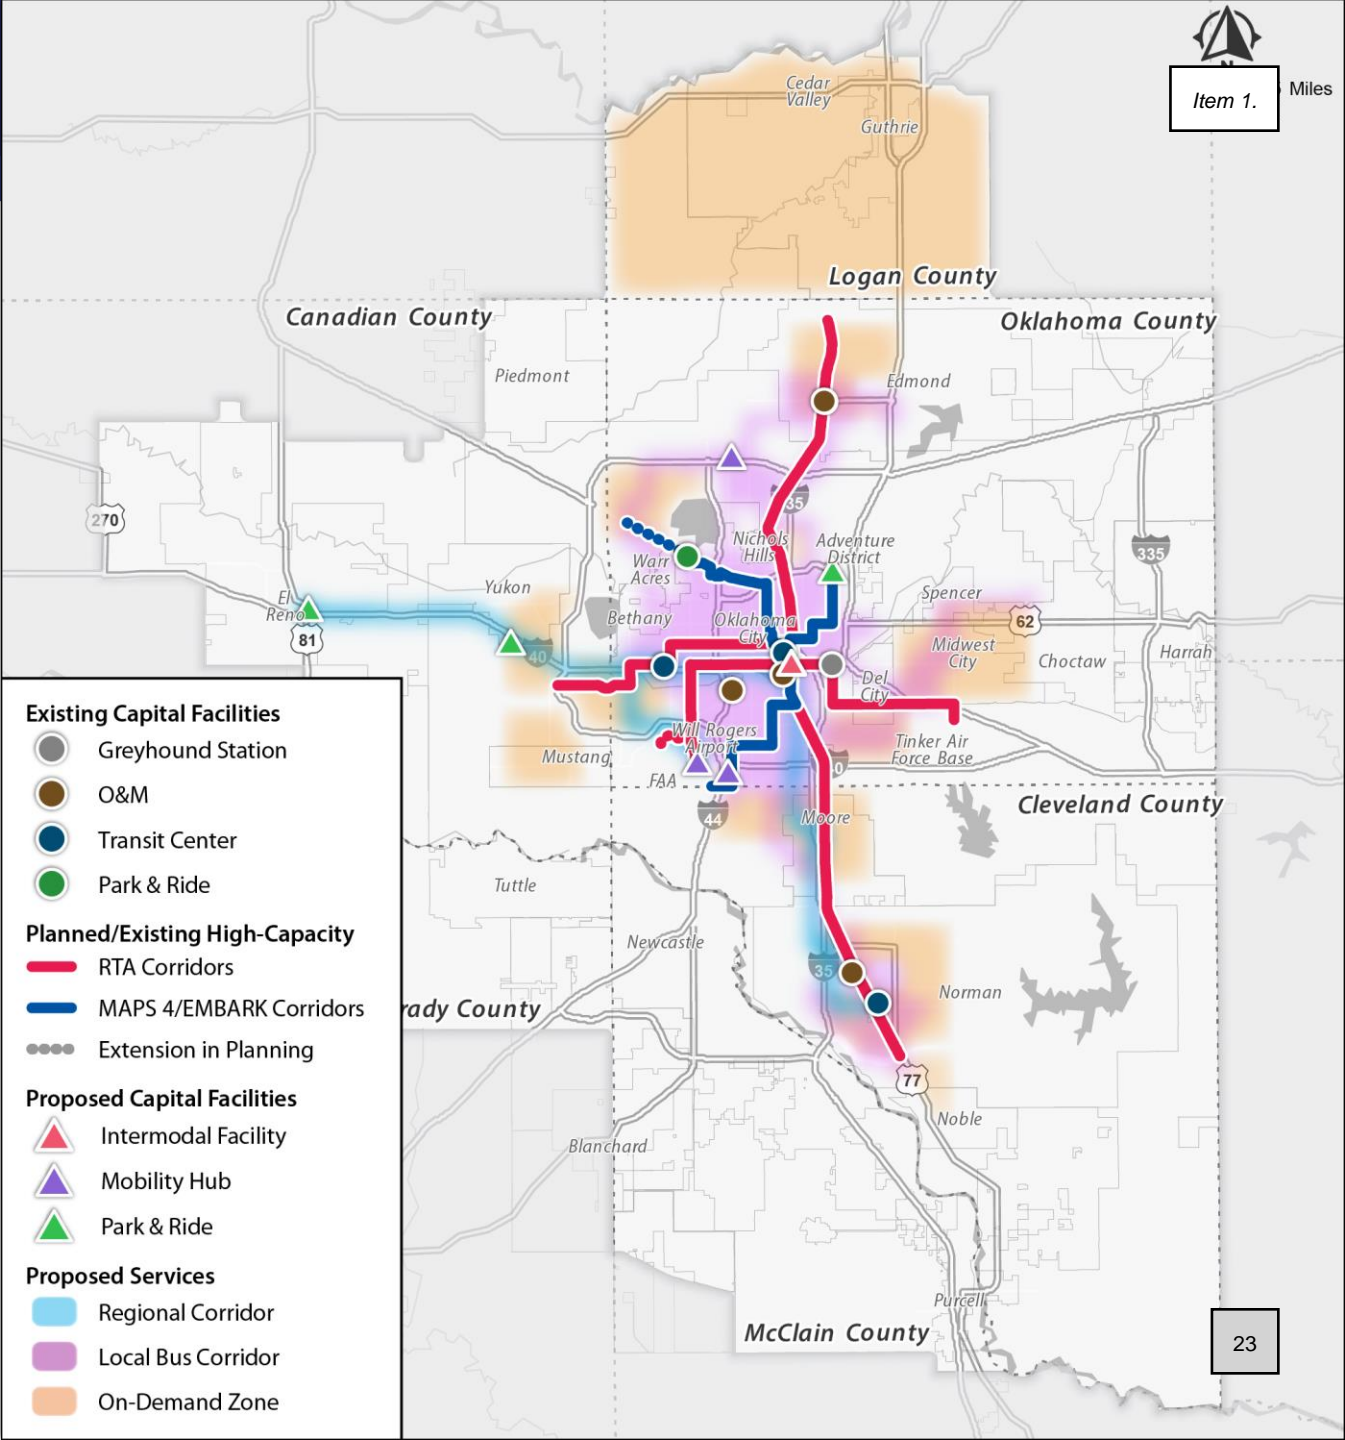 Item 1.
Miles
Cedar
Valley
Guthrie
Logan County
Canadian County
Oklahoma County
Piedmont
Edmond
270
35
Nichols
Hills
Adventure
District
335
Warr
Acres
Yukon
El
Reno
81
Spencer
Bethany
Oklahoma
City
62
40
Midwest
City
Choctaw
Harrah
Del
City
Will Rogers
Airport
Mustang
FAA
Tinker Air
Force Base
0
44
Moore
Cleveland County
Tuttle
Newcastle
35
Norman
rady County
77
Noble
Blanchard
Purcell
McClain County
23
Existing Capital Facilities
Greyhound Station
O&M
Transit Center
Park & Ride
Planned/Existing High-Capacity
RTA Corridors
MAPS 4/EMBARK Corridors
Extension in Planning
Proposed Capital Facilities
Intermodal Facility
Mobility Hub
Park & Ride
Proposed Services
Regional Corridor
Local Bus Corridor
On-Demand Zone